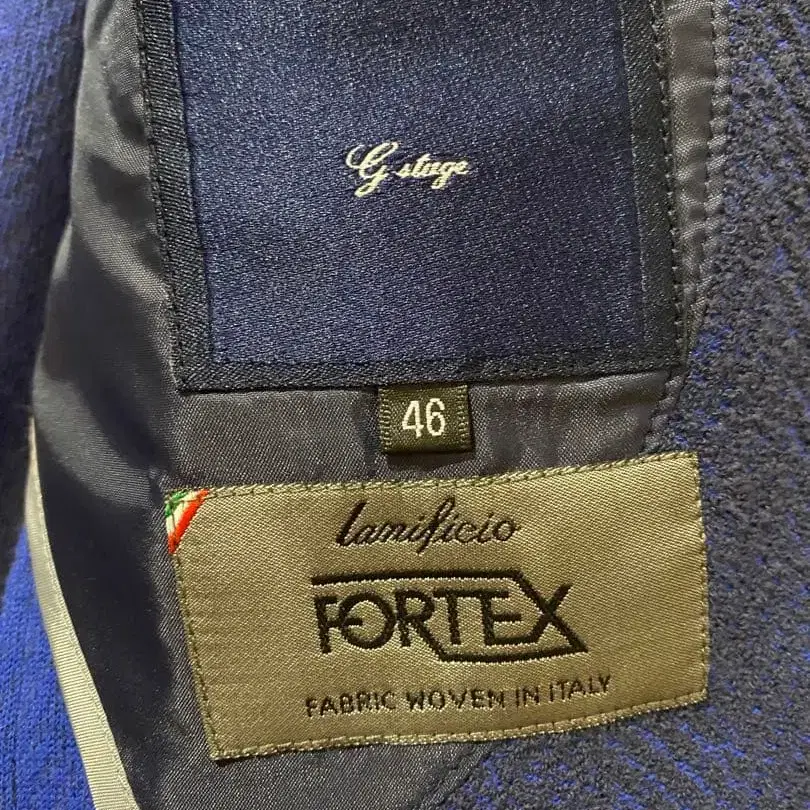 G stage
46
lanificio
FORTEX
FABRIC WOVEN IN ITALY